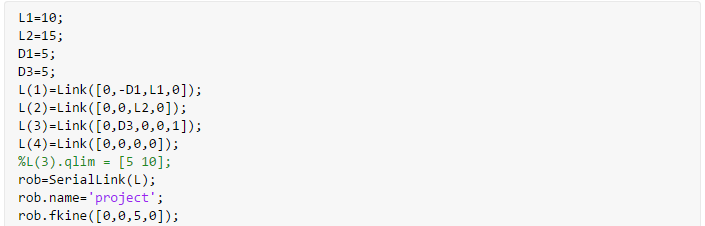 L1=10;
L2=15;
D1=5;
D3=5;
L(1)=Link([0,-D1,L1,0]);
L(2)=Link([0,0,L2,0]);
L(3)=Link([0,D3,0,0,1]);
L(4)=Link([0,0,0,0]);
%L(3).qlim = [5 10];
rob=SerialLink(L);
rob.name='project';
rob.fkine([0,0,5,0]);